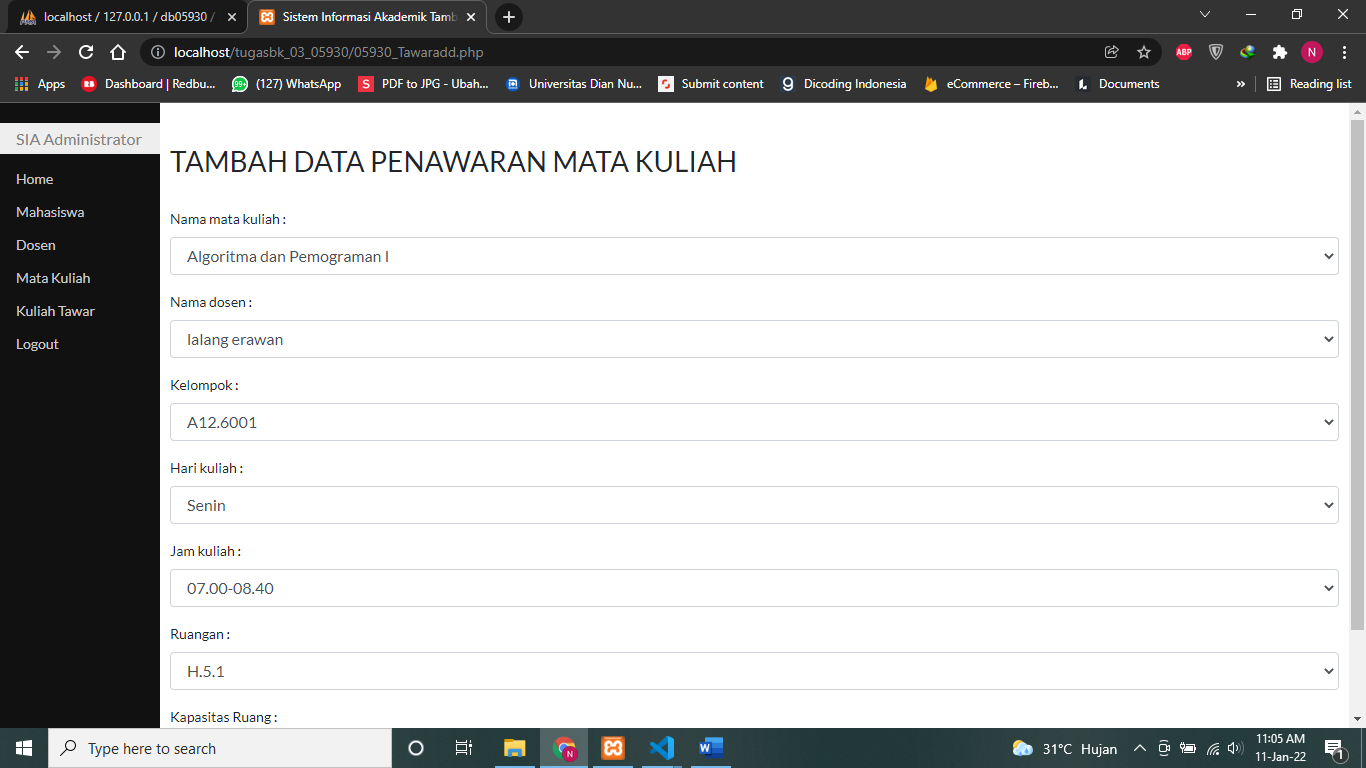 localhost / 127.0.0.1 / db05930 /
Sistem Informasi Akademik Tamb
localhost/tugasbk_03_05930/05930_Tawaradd.php
ABP
N
Apps
Dashboard | Redbu...
99+
(127) WhatsApp
S
PDF to JPG - Ubah...
Universitas Dian Nu...
Submit content
Dicoding Indonesia
eCommerce – Fireb...
Documents
»
Reading list
SIA Administrator
Home
Mahasiswa
Dosen
Mata Kuliah
Kuliah Tawar
Logout
TAMBAH DATA PENAWARAN MATA KULIAH
Nama mata kuliah :
Algoritma dan Pemograman I
Nama dosen :
lalang erawan
Kelompok :
A12.6001
Hari kuliah :
Senin
Jam kuliah :
07.00-08.40
Ruangan :
H.5.1
Kapasitas Ruang :
Type here to search
N
W
31°C Hujan
11:05 AM
11-Jan-22
1